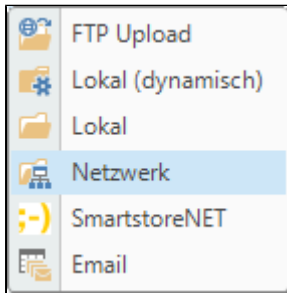 FTP Upload
Lokal (dynamisch)
Lokal
Netzwerk
;-) SmartstoreNET
Email